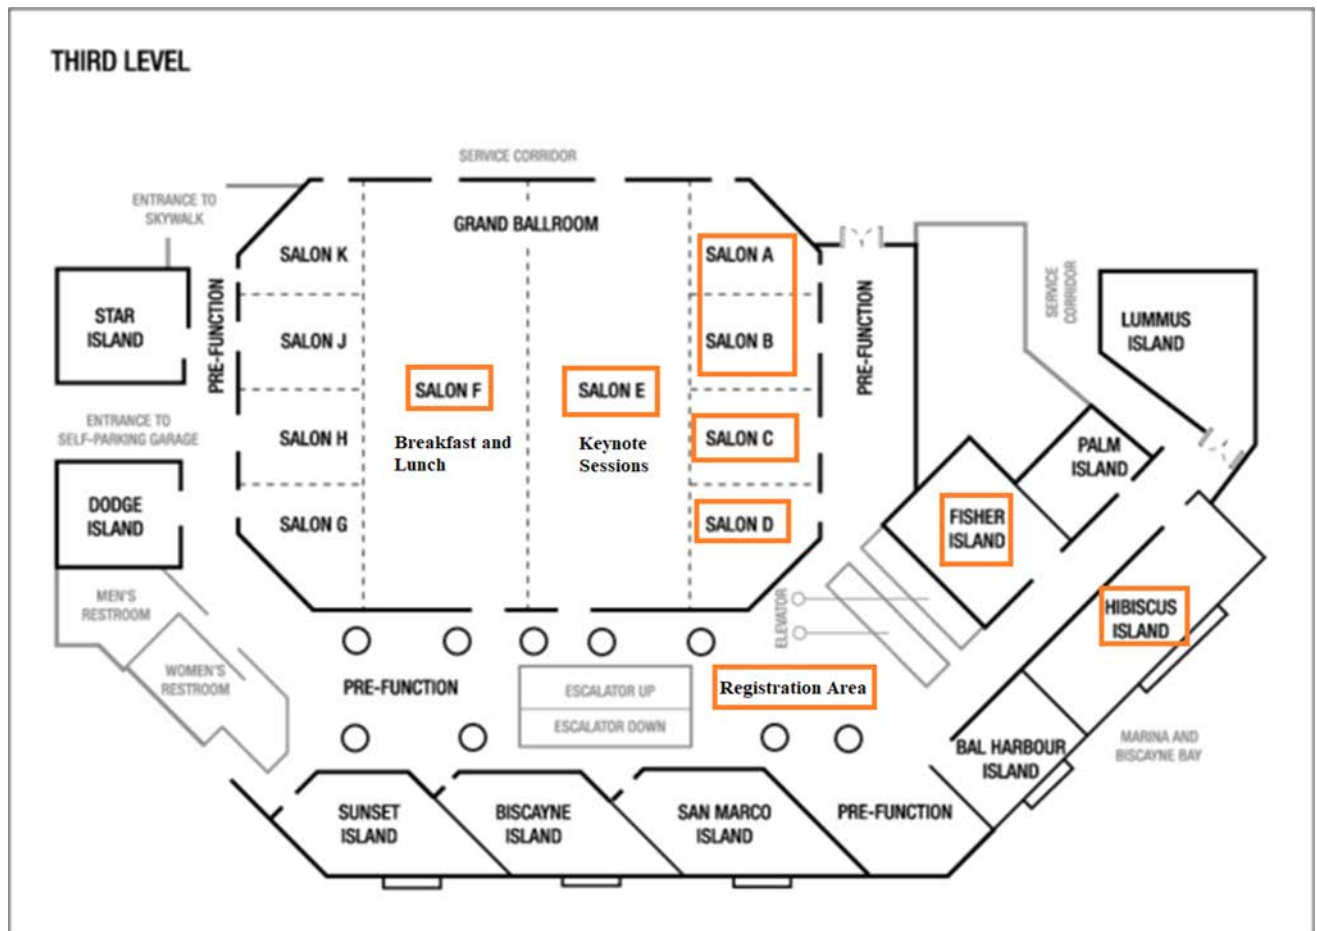 THIRD LEVEL
SERVICE CORRIDOR
ENTRANCE TO
SKYWALK
GRAND BALLROOM
SALON K
SALON A
STAR
ISLAND
PRE-FUNCTION
SALON J
SALON B
PRE-FUNCTION
SERVICE
CORRIDOR
LUMMUS
ISLAND
SALON F
SALON E
ENTRANCE TO
SELF-PARKING GARAGE
SALON H
Breakfast and
Lunch
Keynote
Sessions
SALON C
PALM
ISLAND
DODGE
ISLAND
SALON G
SALON D
FISHER
ISLAND
MEN'S
RESTROOM
ELEVATOR
HIBISCUS
ISLAND
WOMEN'S
RESTROOM
PRE-FUNCTION
ESCALATOR UP
ESCALATOR DOWN
Registration Area
BAL HARBOUR
ISLAND
MARINA AND
BISCAYNE BAY
SUNSET
ISLAND
BISCAYNE
ISLAND
SAN MARCO
ISLAND
PRE-FUNCTION